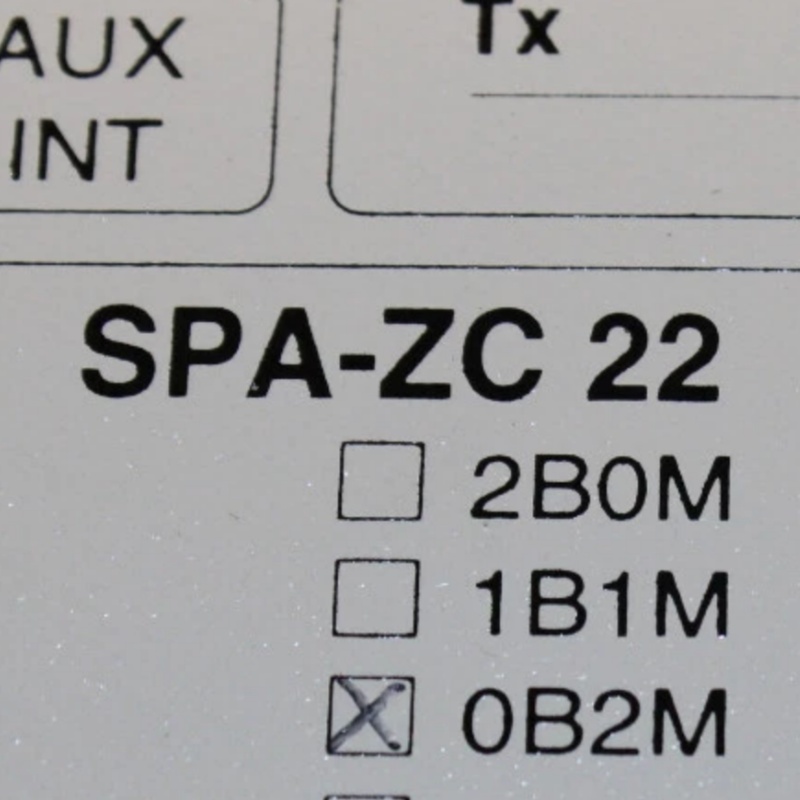 AUX
INT
Tx
SPA-ZC 22
2B0M
1B1M
0B2M